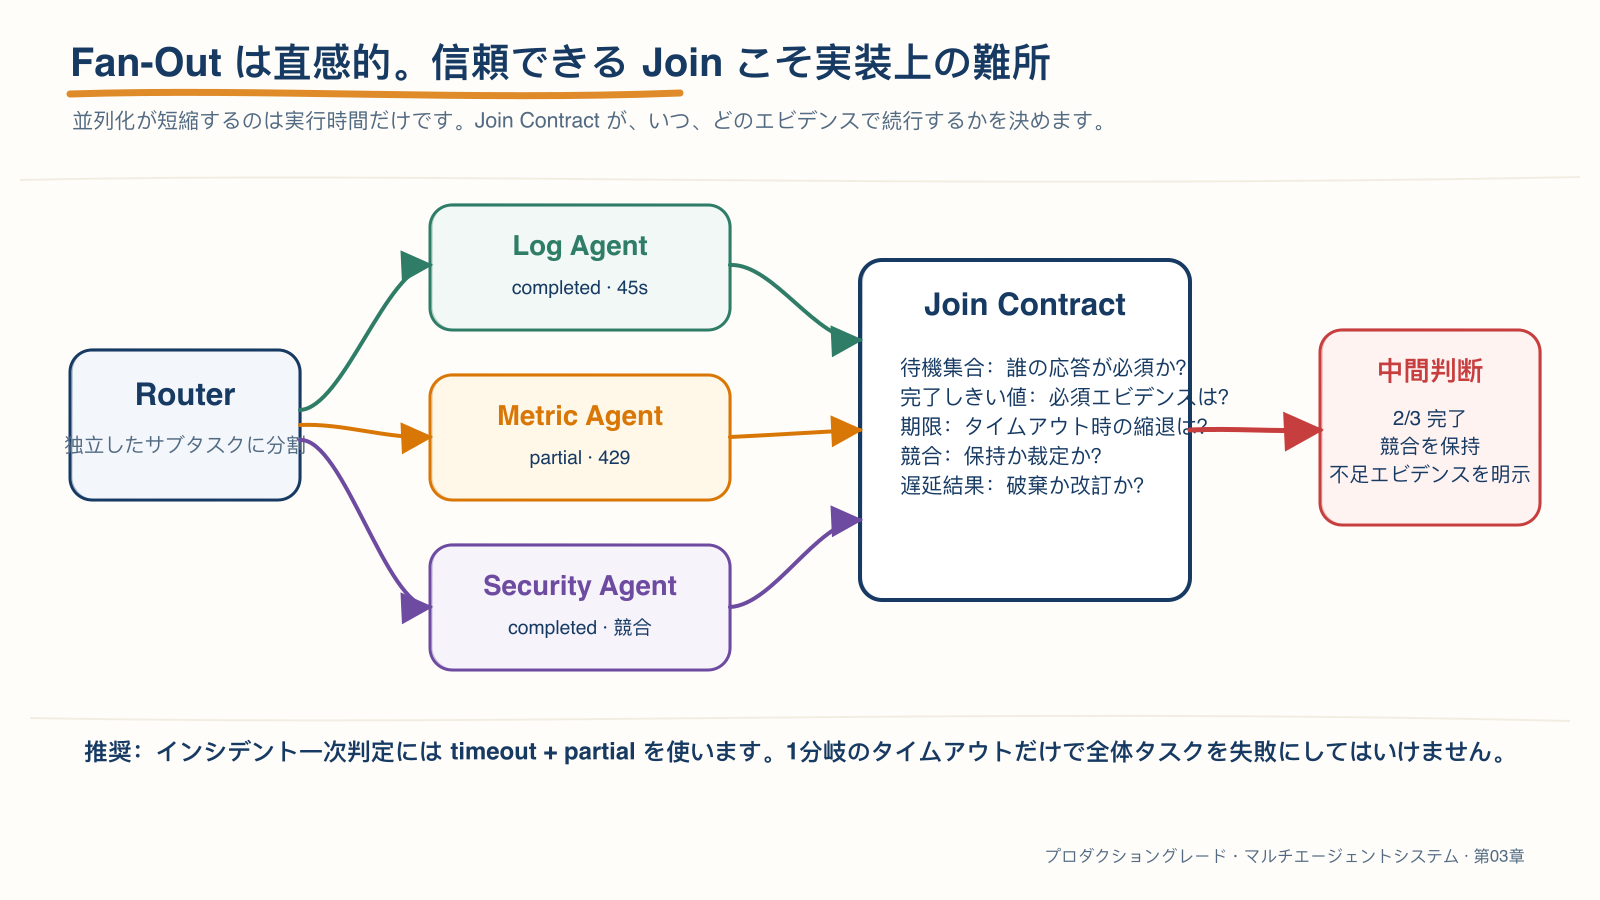 Fan-Out は直感的。信頼できる Join こそ実装上の難所
並列化が短縮するのは実行時間だけです。Join Contract が、いつ、どのエビデンスで続行するかを決めます。
Router
独立したサブタスクに分割
Log Agent
completed · 45s
Metric Agent
partial · 429
Security Agent
completed · 競合
Join Contract
待機集合：誰の応答が必須か?
完了しきい値：必須エビデンスは?
期限：タイムアウト時の縮退は?
競合：保持か裁定か?
遅延結果：破棄か改訂か?
中間判断
2/3 完了
競合を保持
不足エビデンスを明示
推奨：インシデント一次判定には timeout + partial を使います。1分岐のタイムアウトだけで全体タスクを失敗にしてはいけません。
プロダクショングレード · マルチエージェントシステム · 第03章